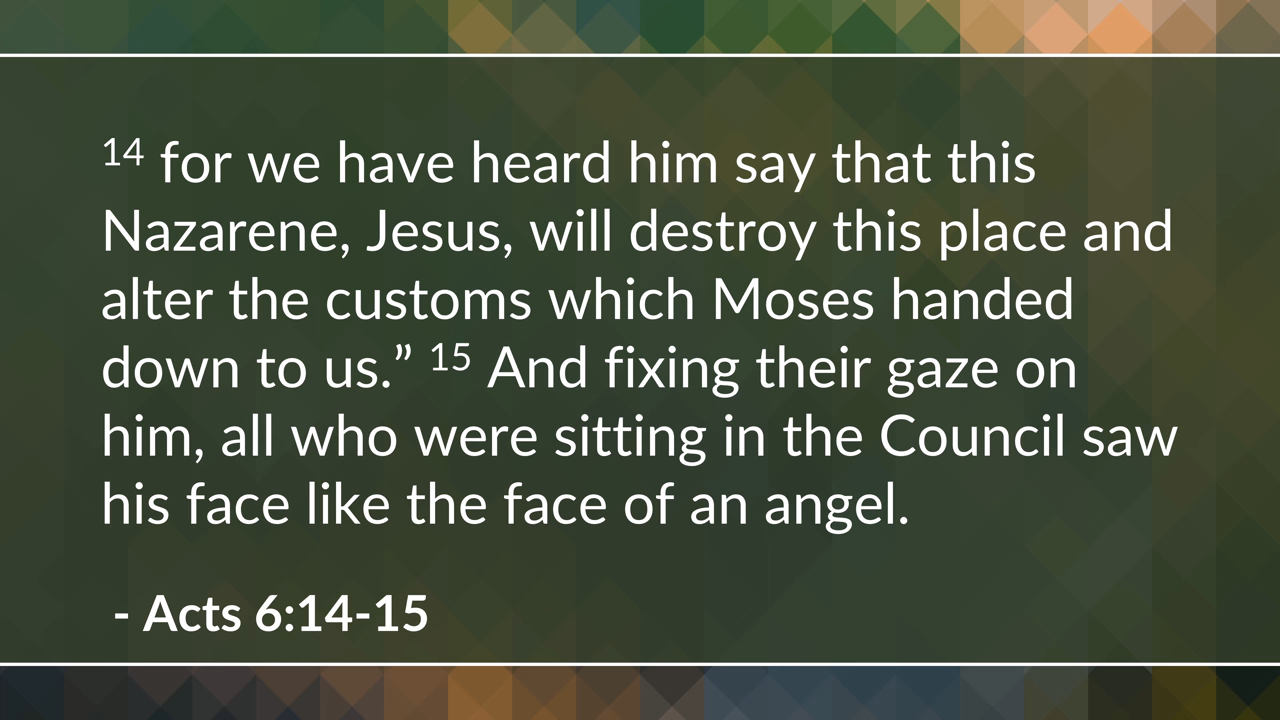 14 for we have heard him say that this
Nazarene, Jesus, will destroy this place and
alter the customs which Moses handed
down to us.” 15 And fixing their gaze on
him, all who were sitting in the Council saw
his face like the face of an angel.
- Acts 6:14-15